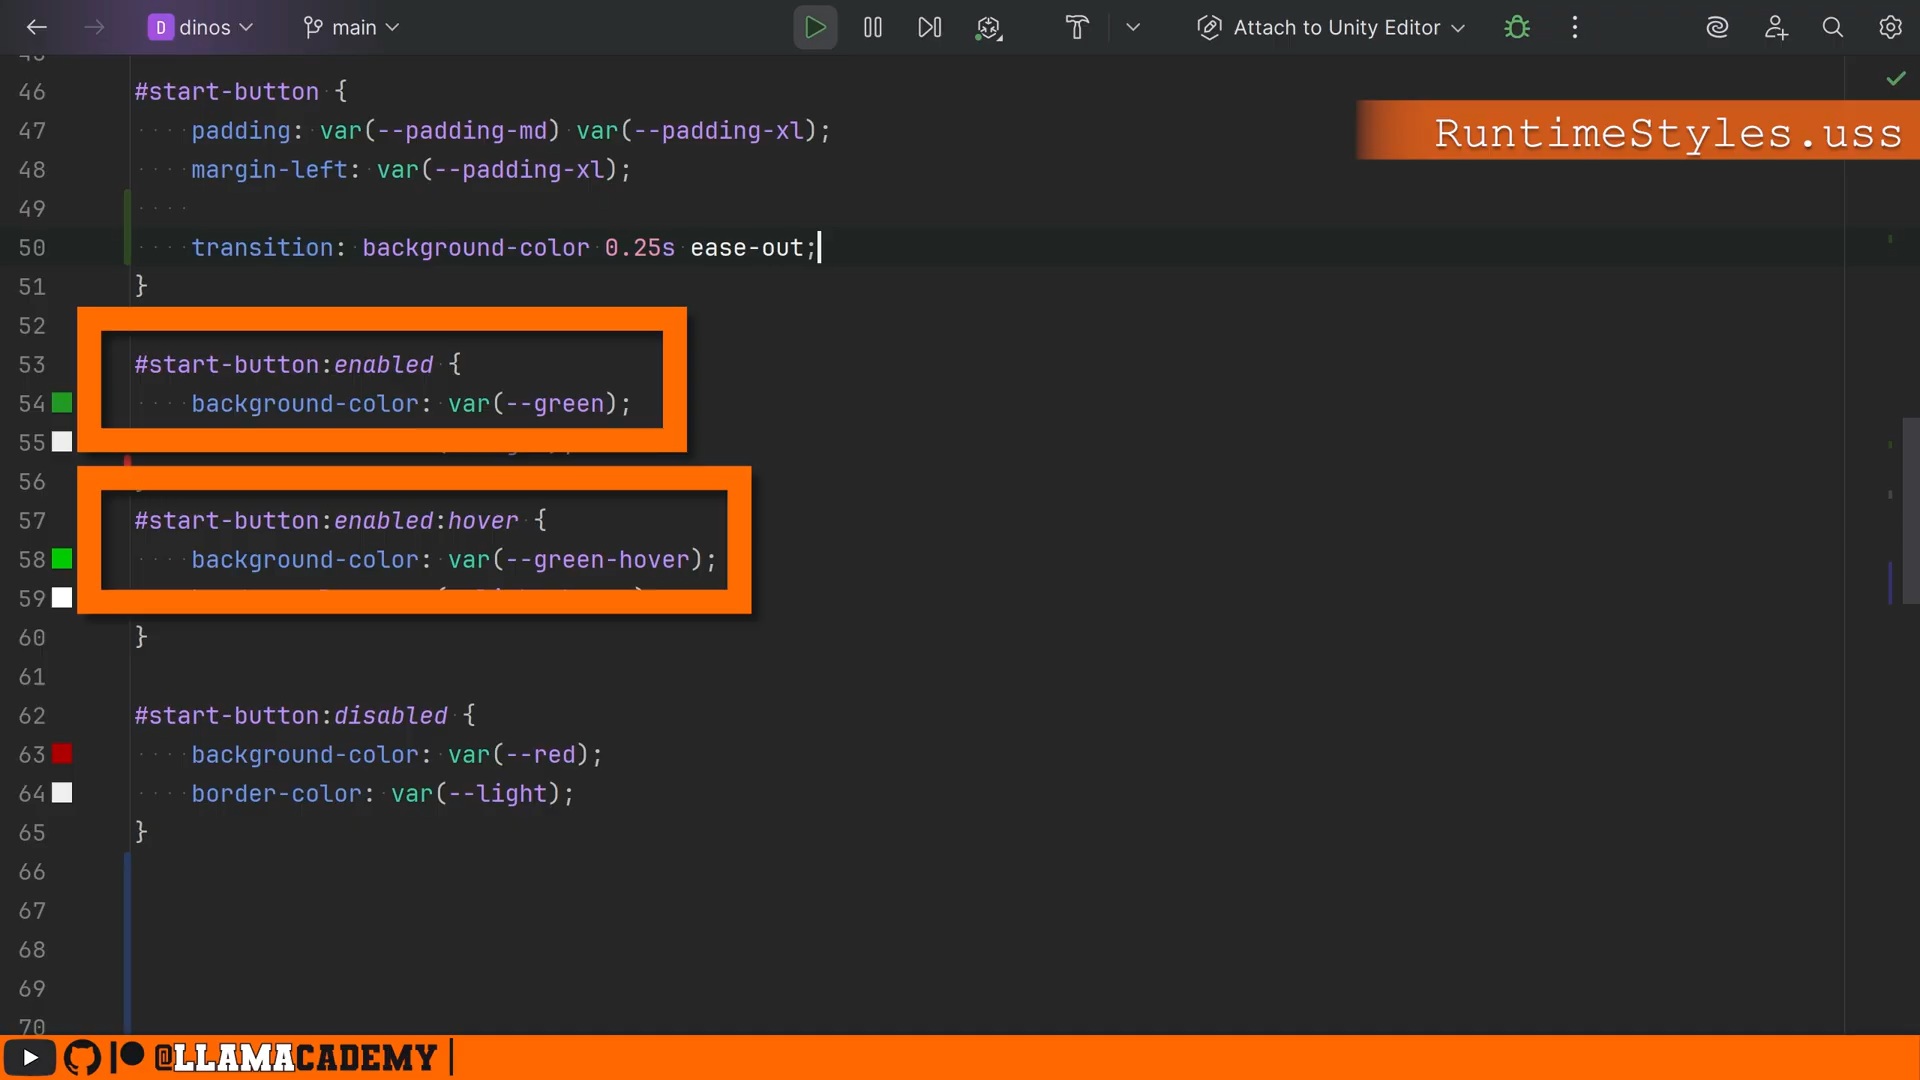 D dinos main Attach to Unity Editor
46 #start-button {
47 padding: var(--padding-md) var(--padding-xl);
RuntimeStyles.uss
48 margin-left: var(--padding-xl);
49
50 transition: background-color 0.25s ease-out;
51 }
52
53 #start-button:enabled {
54 background-color: var(--green);
55
56
57 #start-button:enabled:hover {
58 background-color: var(--green-hover);
59
60 }
61
62 #start-button:disabled {
63 background-color: var(--red);
64 border-color: var(--light);
65 }
66
67
68
69
70
@LLAMACADEMY